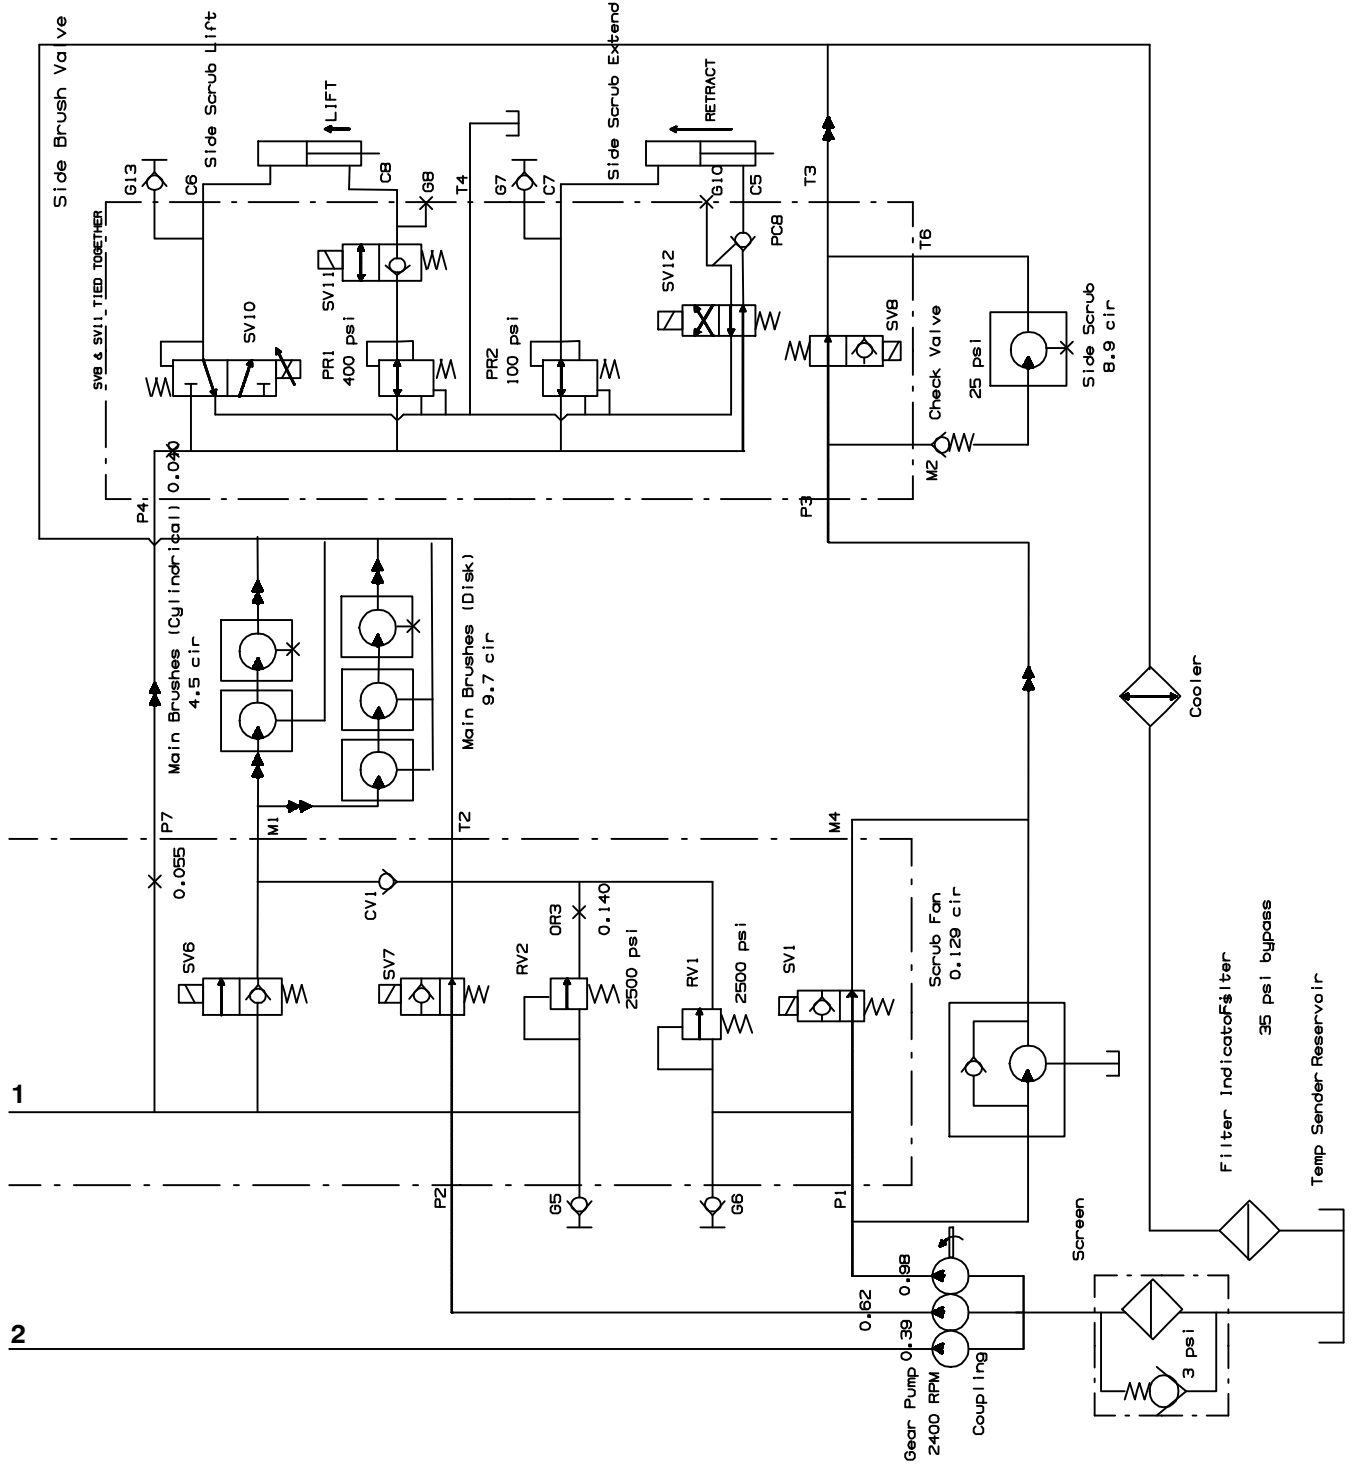 Side Brush Valve
SV8 & SV11 TIED TOGETHER
G13
C6
Side Scrub Lift
LIFT
C8
G8
T4
G7
C7
Side Scrub Extend
RETRACT
G10
C5
T3
T6
PC8
SV10
SV11
PR1
400 psi
PR2
100 psi
SV12
SV8
Check Valve
25 psi
Side Scrub
8.9 cir
M2
P4
0.040
P3
Main Brushes (Cylindrical)
4.5 cir
Main Brushes (Disk)
9.7 cir
Cooler
P7
0.055
M1
T2
M4
CV1
OR3
0.140
SV6
SV7
RV2
2500 psi
RV1
2500 psi
SV1
Scrub Fan
0.129 cir
1
P2
G5
G6
P1
2
0.62
0.98
Gear Pump 0.39
2400 RPM
Coupling
Screen
3 psi
Filter Indicator
Filter
35 psi bypass
Temp Sender Reservoir